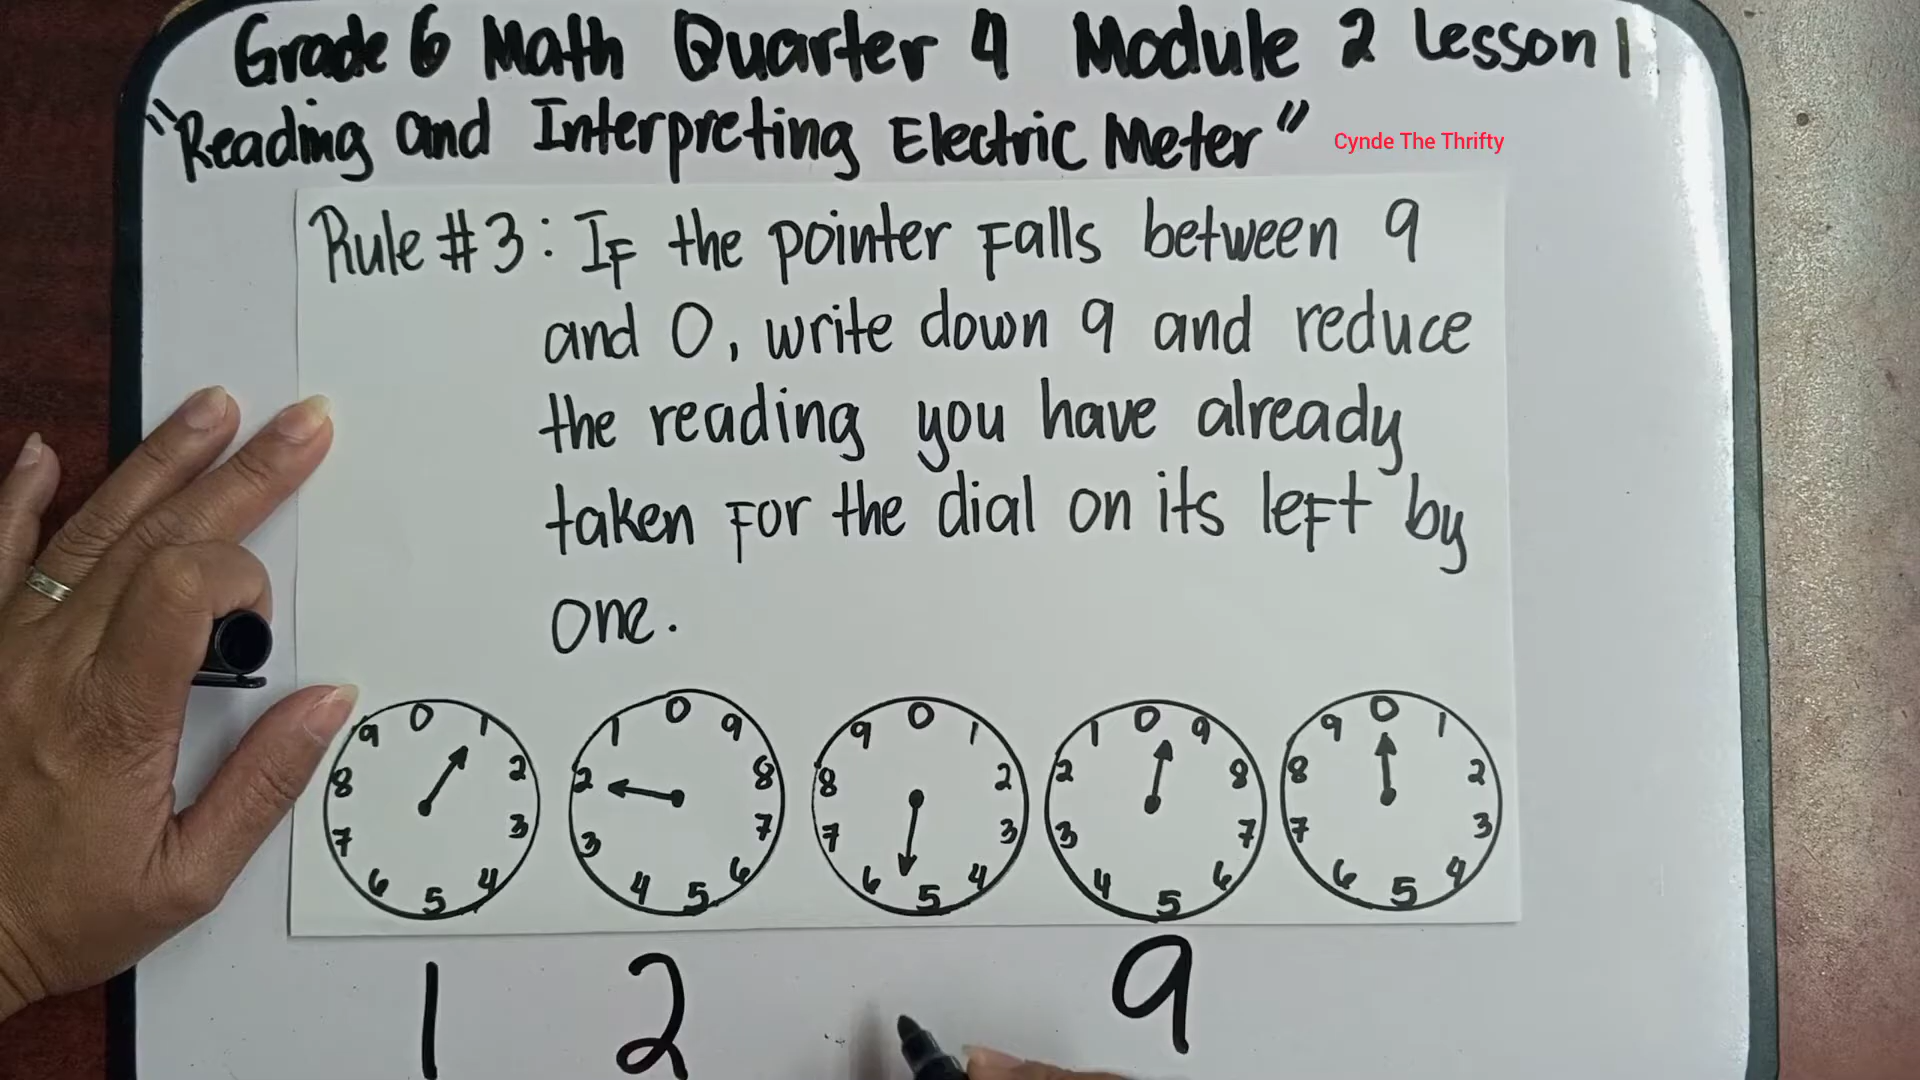 Grade 6 Math Quarter 4 Module 2 Lesson 1
"Reading and Interpreting Electric Meter"
Cynde The Thrifty
Rule #3: If the pointer falls between 9
and 0, write down 9 and reduce
the reading you have already
taken for the dial on its left by
one.
0 1 2 3 4 5 6 7 8 9
0 9 8 7 6 5 4 3 2 1
0 1 2 3 4 5 6 7 8 9
0 9 8 7 6 5 4 3 2 1
0 1 2 3 4 5 6 7 8 9
1 2 9